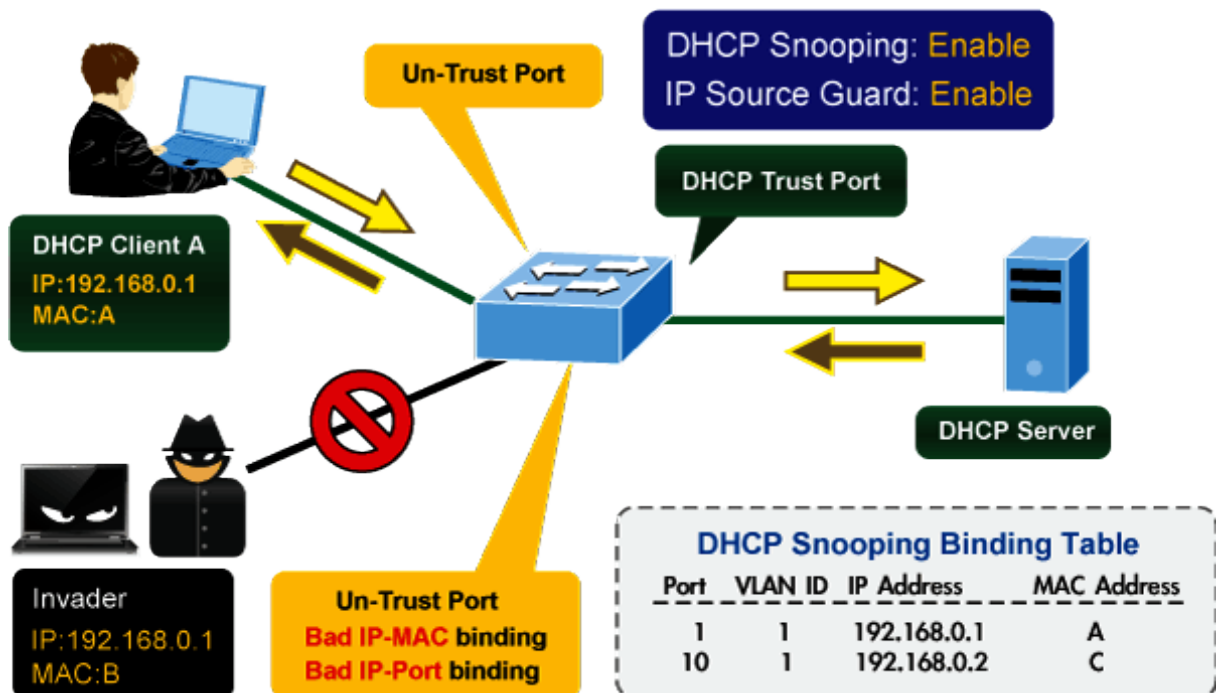 Un-Trust Port
DHCP Snooping: Enable
IP Source Guard: Enable
DHCP Trust Port
DHCP Client A
IP:192.168.0.1
MAC:A
DHCP Server
Invader
IP:192.168.0.1
MAC:B
Un-Trust Port
Bad IP-MAC binding
Bad IP-Port binding
DHCP Snooping Binding Table
Port VLAN ID IP Address MAC Address
1 1 192.168.0.1 A
10 1 192.168.0.2 C